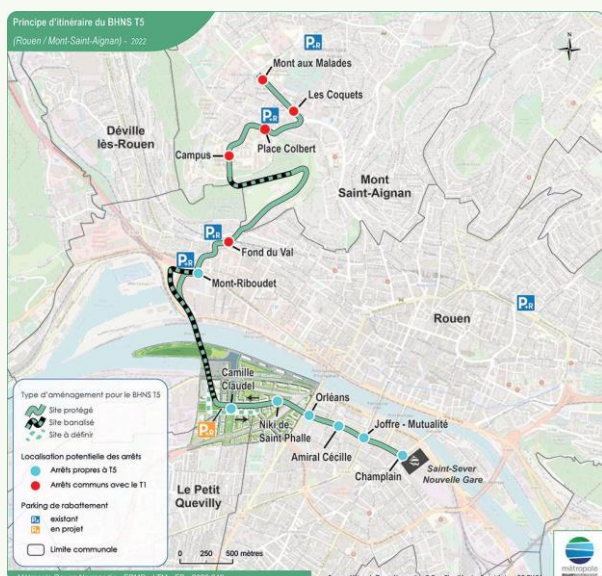 Principe d'itinéraire du BHNS T5
(Rouen / Mont-Saint-Aignan) - 2022
P+R
Mont aux Malades
Les Coquets
Déville
lès-Rouen
P+R
Place Colbert
Campus
Mont
Saint-Aignan
P+R
Fond du Val
P+R
Mont-Riboudet
P+R
Rouen
Camille
Claudel
Orléans
Niki de
Saint-Phalle
Joffre - Mutualité
Amiral Cécille
Champlain
Saint-Sever
Nouvelle Gare
P+R
Le Petit
Quevilly
Type d'aménagement pour le BHNS T5
Site protégé
Site banalisé
Site à définir
Localisation potentielle des arrêts
Arrêts propres à T5
Arrêts communs avec le T1
Parking de rabattement
P+R existant
P+R en projet
Limite communale
0 250 500 mètres
N
métropole